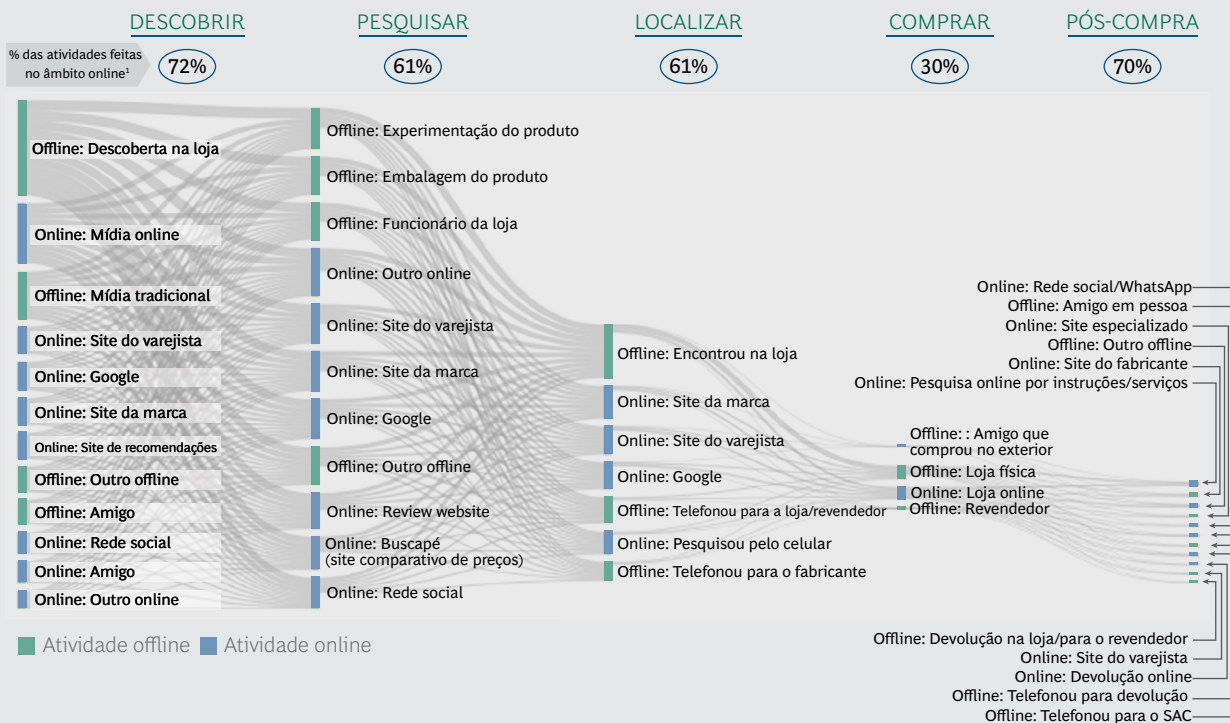 DESCOBRIR
PESQUISAR
LOCALIZAR
COMPRAR
PÓS-COMPRA
% das atividades feitas
no âmbito online¹
72%
61%
61%
30%
70%
Offline: Descoberta na loja
Online: Mídia online
Offline: Mídia tradicional
Online: Site do varejista
Online: Google
Online: Site da marca
Online: Site de recomendações
Offline: Outro offline
Offline: Amigo
Online: Rede social
Online: Amigo
Online: Outro online
Offline: Experimentação do produto
Offline: Embalagem do produto
Offline: Funcionário da loja
Online: Outro online
Online: Site do varejista
Online: Site da marca
Online: Google
Offline: Outro offline
Online: Review website
Online: Buscapé
(site comparativo de preços)
Online: Rede social
Offline: Encontrou na loja
Online: Site da marca
Online: Site do varejista
Online: Google
Offline: Telefonou para a loja/revendedor
Online: Pesquisou pelo celular
Offline: Telefonou para o fabricante
Offline: : Amigo que
comprou no exterior
Offline: Loja física
Online: Loja online
Offline: Revendedor
Online: Rede social/WhatsApp
Offline: Amigo em pessoa
Online: Site especializado
Offline: Outro offline
Online: Site do fabricante
Online: Pesquisa online por instruções/serviços
Offline: Devolução na loja/para o revendedor
Online: Site do varejista
Online: Devolução online
Offline: Telefonou para devolução
Offline: Telefonou para o SAC
Atividade offline
Atividade online